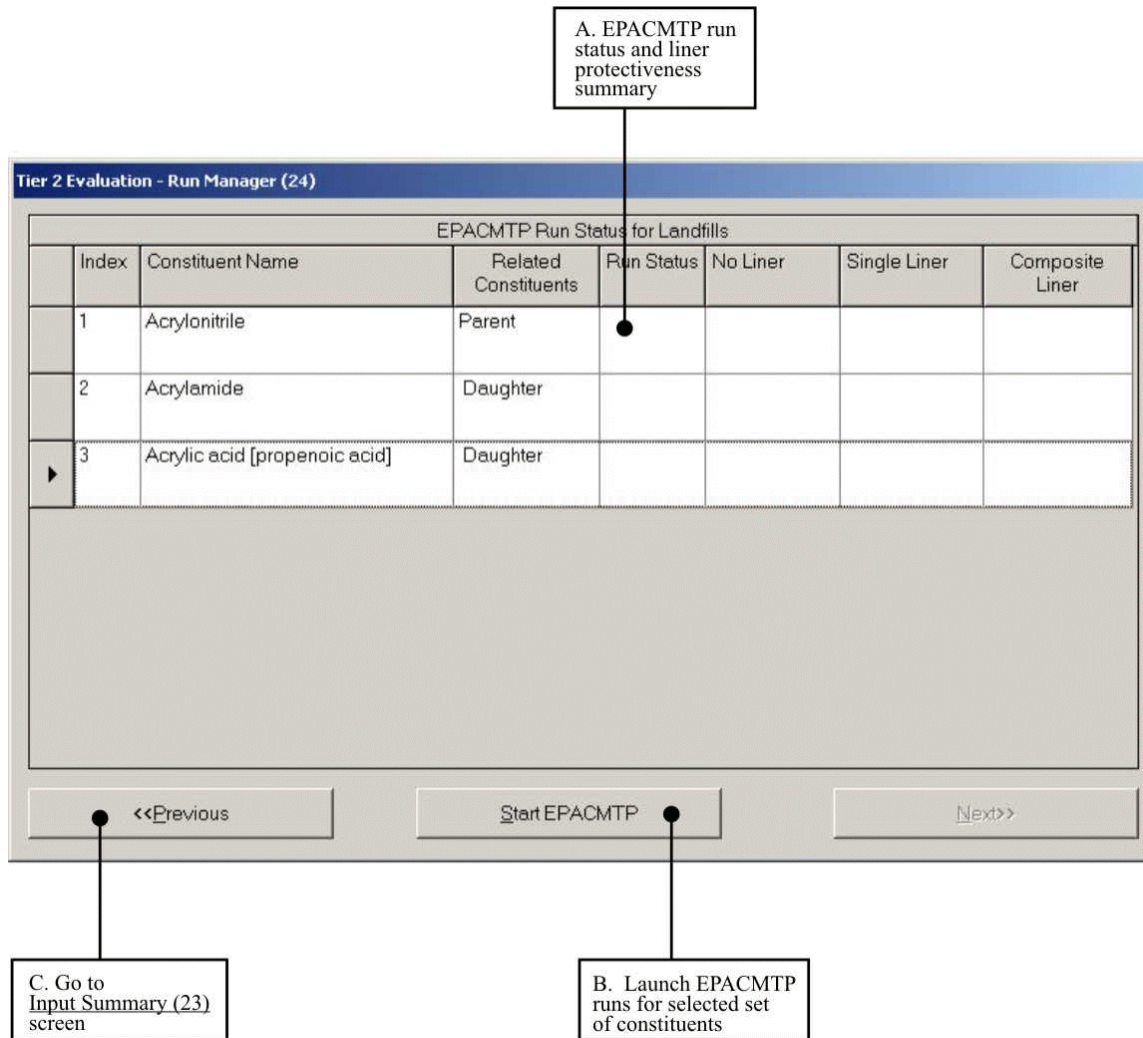 A. EPACMTP run
status and liner
protectiveness
summary
Tier 2 Evaluation - Run Manager (24)
EPACMTP Run Status for Landfills
Index Constituent Name Related Constituents Run Status No Liner Single Liner Composite Liner
1 Acrylonitrile Parent
2 Acrylamide Daughter
3 Acrylic acid [propenoic acid] Daughter
<<Previous Start EPACMTP Next>>
C. Go to
Input Summary (23)
screen
B. Launch EPACMTP
runs for selected set
of constituents